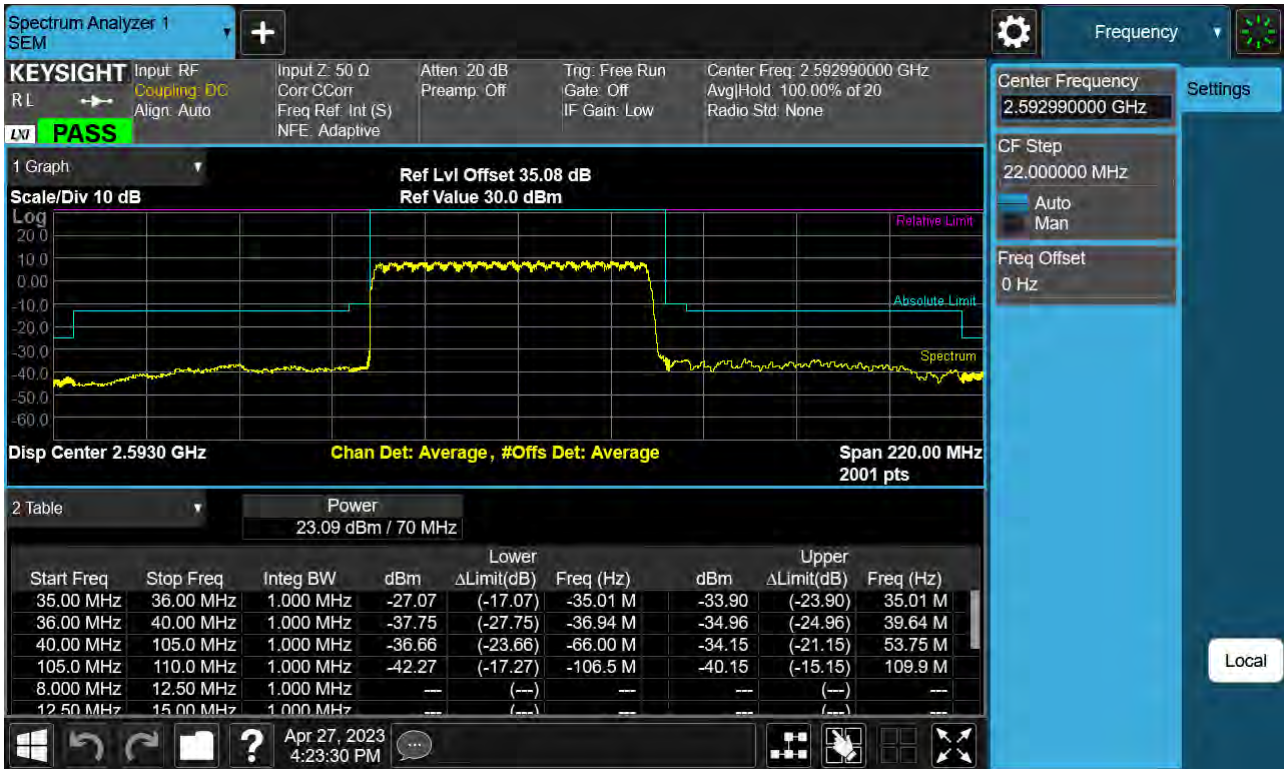 Spectrum Analyzer 1
SEM
Frequency
KEYSIGHT
R L
LXI PASS
Input: RF
Coupling: DC
Align: Auto
Input Z: 50 Ω
Corr CCorr
Freq Ref: Int (S)
NFE: Adaptive
Atten: 20 dB
Preamp: Off
Trig: Free Run
Gate: Off
IF Gain: Low
Center Freq: 2.592990000 GHz
Avg|Hold: 100.00% of 20
Radio Std: None
Center Frequency
2.592990000 GHz
Settings
CF Step
22.000000 MHz
Auto
Man
Freq Offset
0 Hz
Local
1 Graph
Scale/Div 10 dB
Ref Lvl Offset 35.08 dB
Ref Value 30.0 dBm
Log
20.0
10.0
0.00
-10.0
-20.0
-30.0
-40.0
-50.0
-60.0
Relative Limit
Absolute Limit
Spectrum
Disp Center 2.5930 GHz
Chan Det: Average, #Offs Det: Average
Span 220.00 MHz
2001 pts
2 Table
Power
23.09 dBm / 70 MHz
Lower Upper
Start Freq Stop Freq Integ BW dBm ΔLimit(dB) Freq (Hz) dBm ΔLimit(dB) Freq (Hz)
35.00 MHz 36.00 MHz 1.000 MHz -27.07 (-17.07) -35.01 M -33.90 (-23.90) 35.01 M
36.00 MHz 40.00 MHz 1.000 MHz -37.75 (-27.75) -36.94 M -34.96 (-24.96) 39.64 M
40.00 MHz 105.0 MHz 1.000 MHz -36.66 (-23.66) -66.00 M -34.15 (-21.15) 53.75 M
105.0 MHz 110.0 MHz 1.000 MHz -42.27 (-17.27) -106.5 M -40.15 (-15.15) 109.9 M
8.000 MHz 12.50 MHz 1.000 MHz --- (---) --- --- (---) ---
12.50 MHz 15.00 MHz 1.000 MHz --- (---) --- --- (---) ---
Apr 27, 2023
4:23:30 PM